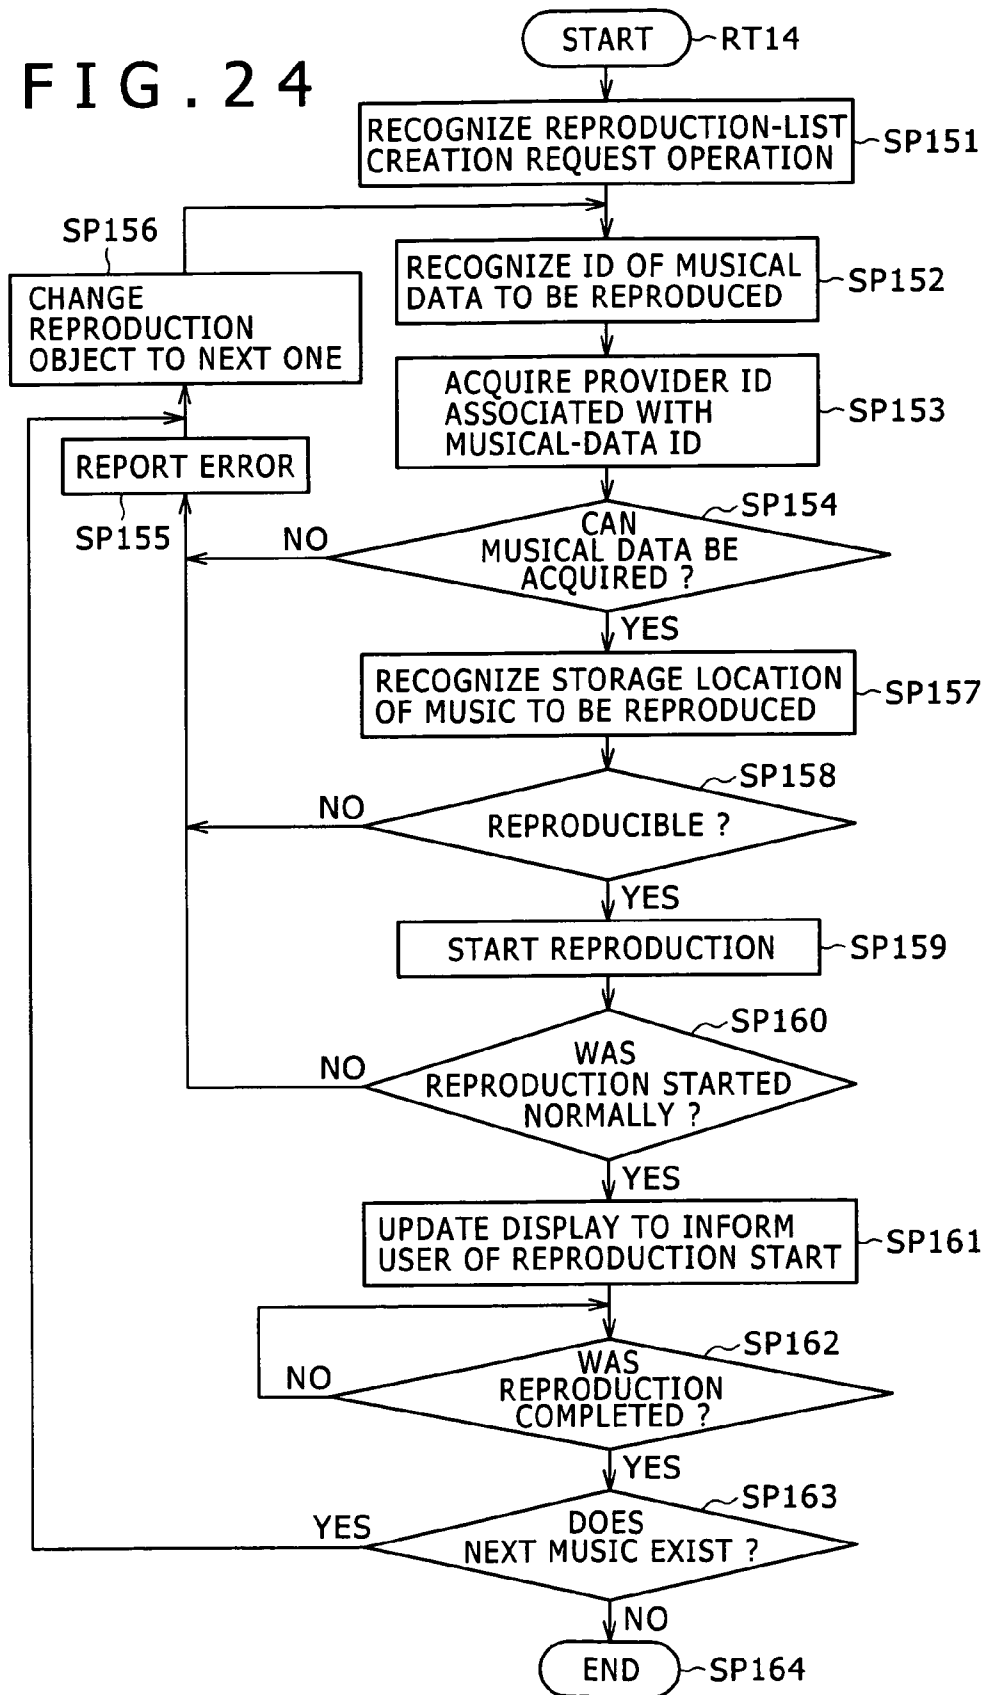 FIG.24
START
RT14
RECOGNIZE REPRODUCTION-LIST
CREATION REQUEST OPERATION
SP151
SP156
CHANGE
REPRODUCTION
OBJECT TO NEXT ONE
RECOGNIZE ID OF MUSICAL
DATA TO BE REPRODUCED
SP152
ACQUIRE PROVIDER ID
ASSOCIATED WITH
MUSICAL-DATA ID
SP153
REPORT ERROR
SP155
SP154
CAN
MUSICAL DATA BE
ACQUIRED ?
NO
YES
RECOGNIZE STORAGE LOCATION
OF MUSIC TO BE REPRODUCED
SP157
SP158
REPRODUCIBLE ?
NO
YES
START REPRODUCTION
SP159
SP160
WAS
REPRODUCTION STARTED
NORMALLY ?
NO
YES
UPDATE DISPLAY TO INFORM
USER OF REPRODUCTION START
SP161
SP162
WAS
REPRODUCTION
COMPLETED ?
NO
YES
SP163
DOES
NEXT MUSIC EXIST ?
YES
NO
END
SP164